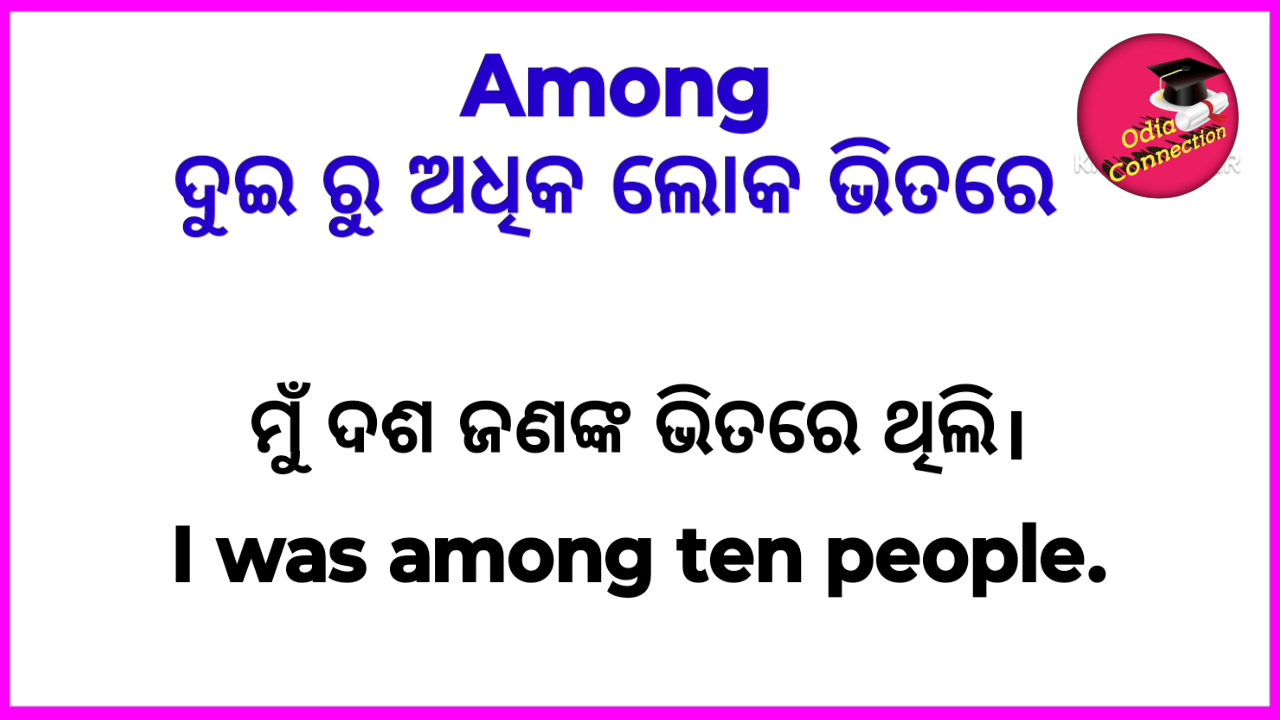 Among
ଦୁଇ ରୁ ଅଧିକ ଲୋକ ଭିତରେ
Odia
Connection
ମୁଁ ଦଶ ଜଣଙ୍କ ଭିତରେ ଥିଲି।
I was among ten people.